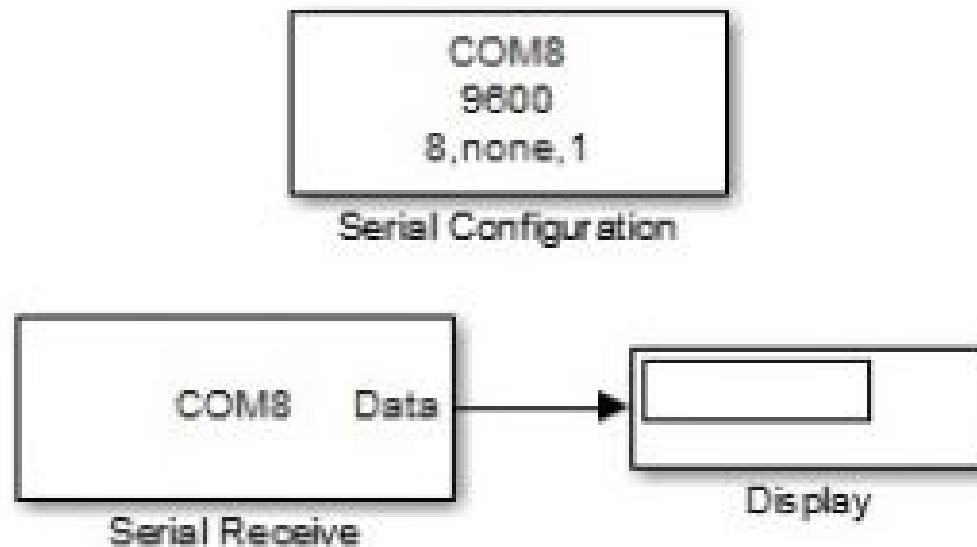 COM8
9600
8,none,1
Serial Configuration
COM8 Data
Serial Receive
Display